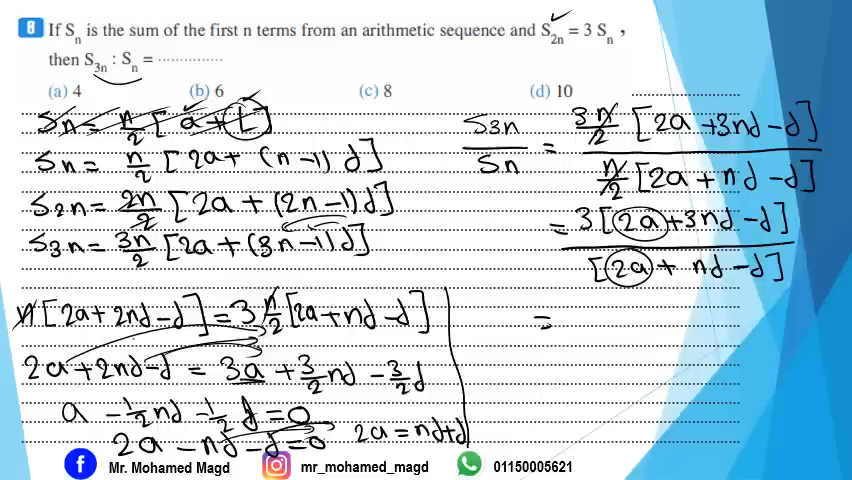 8 If Sn is the sum of the first n terms from an arithmetic sequence and S2n = 3 Sn ,
then S3n : Sn = ...............
(a) 4 (b) 6 (c) 8 (d) 10
Sn = n/2 [a + L]
Sn = n/2 [2a + (n-1) d]
S2n = 2n/2 [2a + (2n-1)d]
S3n = 3n/2 [2a + (3n-1)d]
n[2a + 2nd - d] = 3 n/2 [2a + nd - d]
2a + 2nd - d = 3a + 3/2 nd - 3/2 d
a - 1/2 nd - 1/2 d = 0
2a - nd - d = 0 2a = nd + d
S3n / Sn = 3n/2 [2a + 3nd - d] / n/2 [2a + nd - d]
= 3[2a + 3nd - d] / [2a + nd - d]
=
Mr. Mohamed Magd mr_mohamed_magd 01150005621